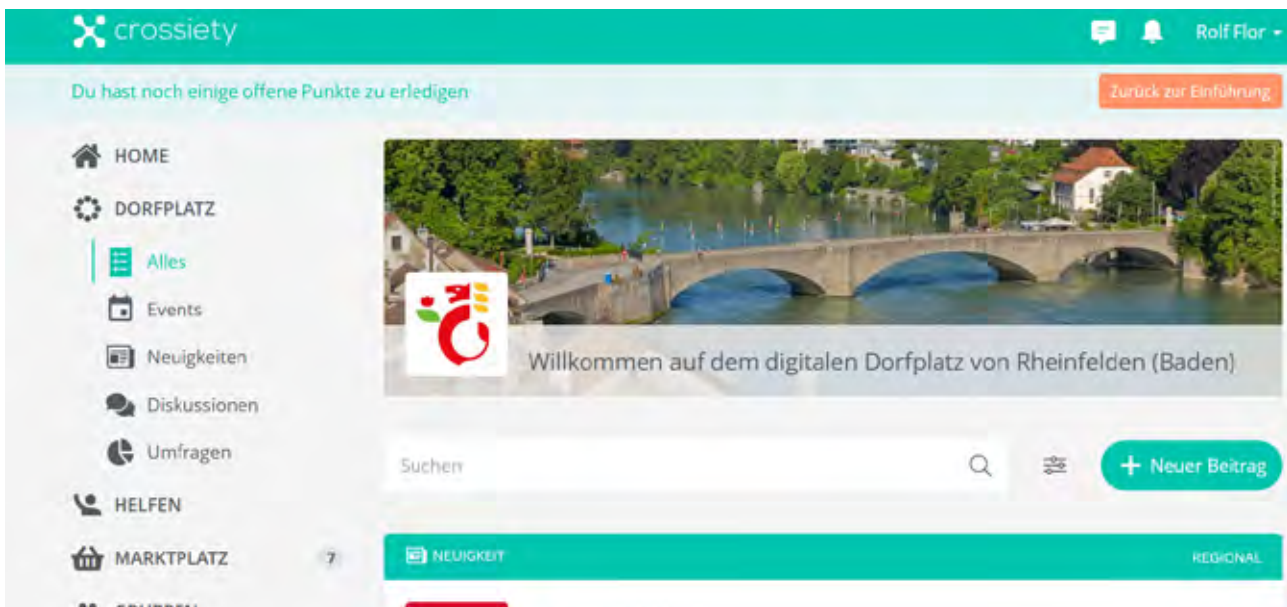 crossiety
Rolf Flor
Du hast noch einige offene Punkte zu erledigen
Zurück zur Einführung
HOME
DORFPLATZ
Alles
Events
Neuigkeiten
Diskussionen
Umfragen
HELFEN
MARKTPLATZ 7
GRUPPEN
Willkommen auf dem digitalen Dorfplatz von Rheinfelden (Baden)
Suchen
+ Neuer Beitrag
NEUIGKEIT
REGIONAL